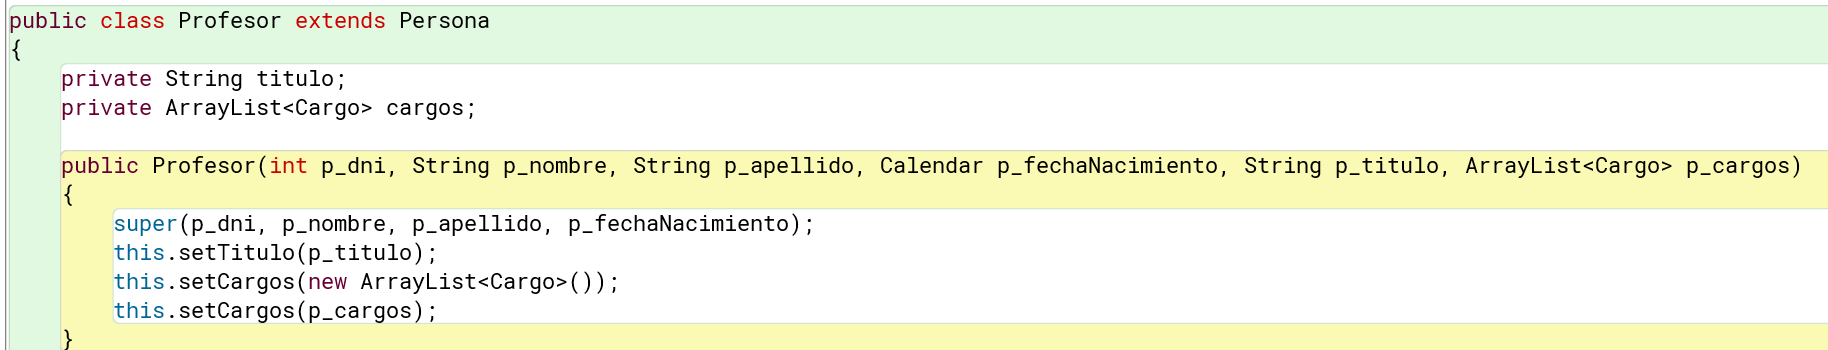 public class Profesor extends Persona
{
    private String titulo;
    private ArrayList<Cargo> cargos;

    public Profesor(int p_dni, String p_nombre, String p_apellido, Calendar p_fechaNacimiento, String p_titulo, ArrayList<Cargo> p_cargos)
    {
        super(p_dni, p_nombre, p_apellido, p_fechaNacimiento);
        this.setTitulo(p_titulo);
        this.setCargos(new ArrayList<Cargo>());
        this.setCargos(p_cargos);
    }